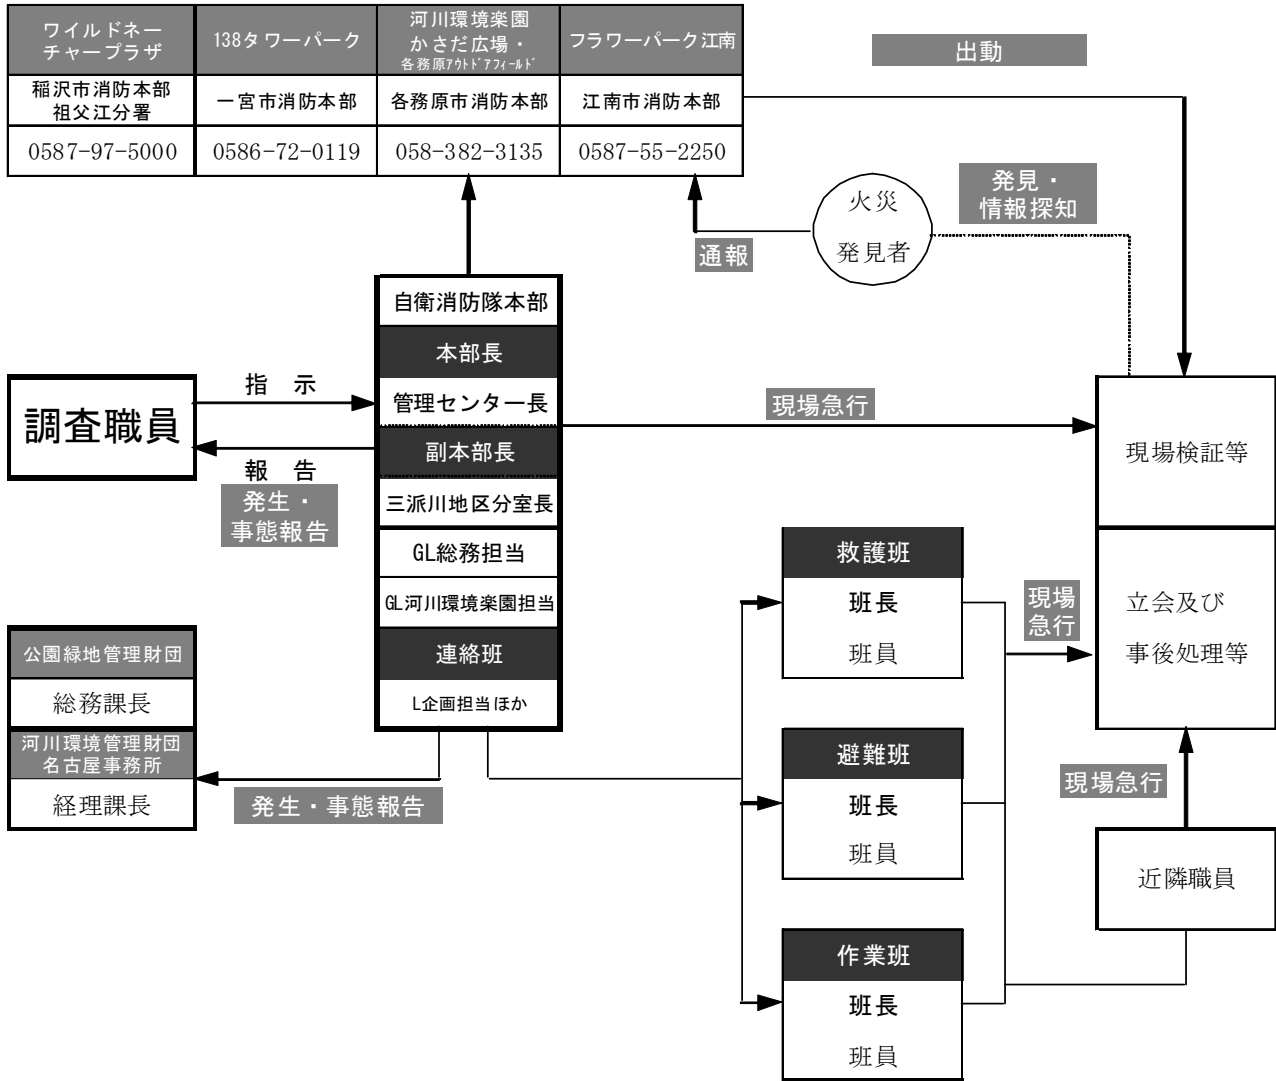 ワイルドネー
チャープラザ
138タワーパーク
河川環境楽園
かさだ広場・
各務原ｱｳﾄﾄﾞｱﾌｨｰﾙﾄﾞ
フラワーパーク江南
稲沢市消防本部
祖父江分署
一宮市消防本部
各務原市消防本部
江南市消防本部
0587-97-5000
0586-72-0119
058-382-3135
0587-55-2250
出動
火災
発見者
発見・
情報探知
通報
自衛消防隊本部
本部長
管理センター長
副本部長
三派川地区分室長
GL総務担当
GL河川環境楽園担当
連絡班
L企画担当ほか
調査職員
指 示
報 告
発生・
事態報告
現場急行
現場検証等
立会及び
事後処理等
公園緑地管理財団
総務課長
河川環境管理財団
名古屋事務所
経理課長
発生・事態報告
救護班
班長
班員
現場
急行
避難班
班長
班員
現場急行
近隣職員
作業班
班長
班員